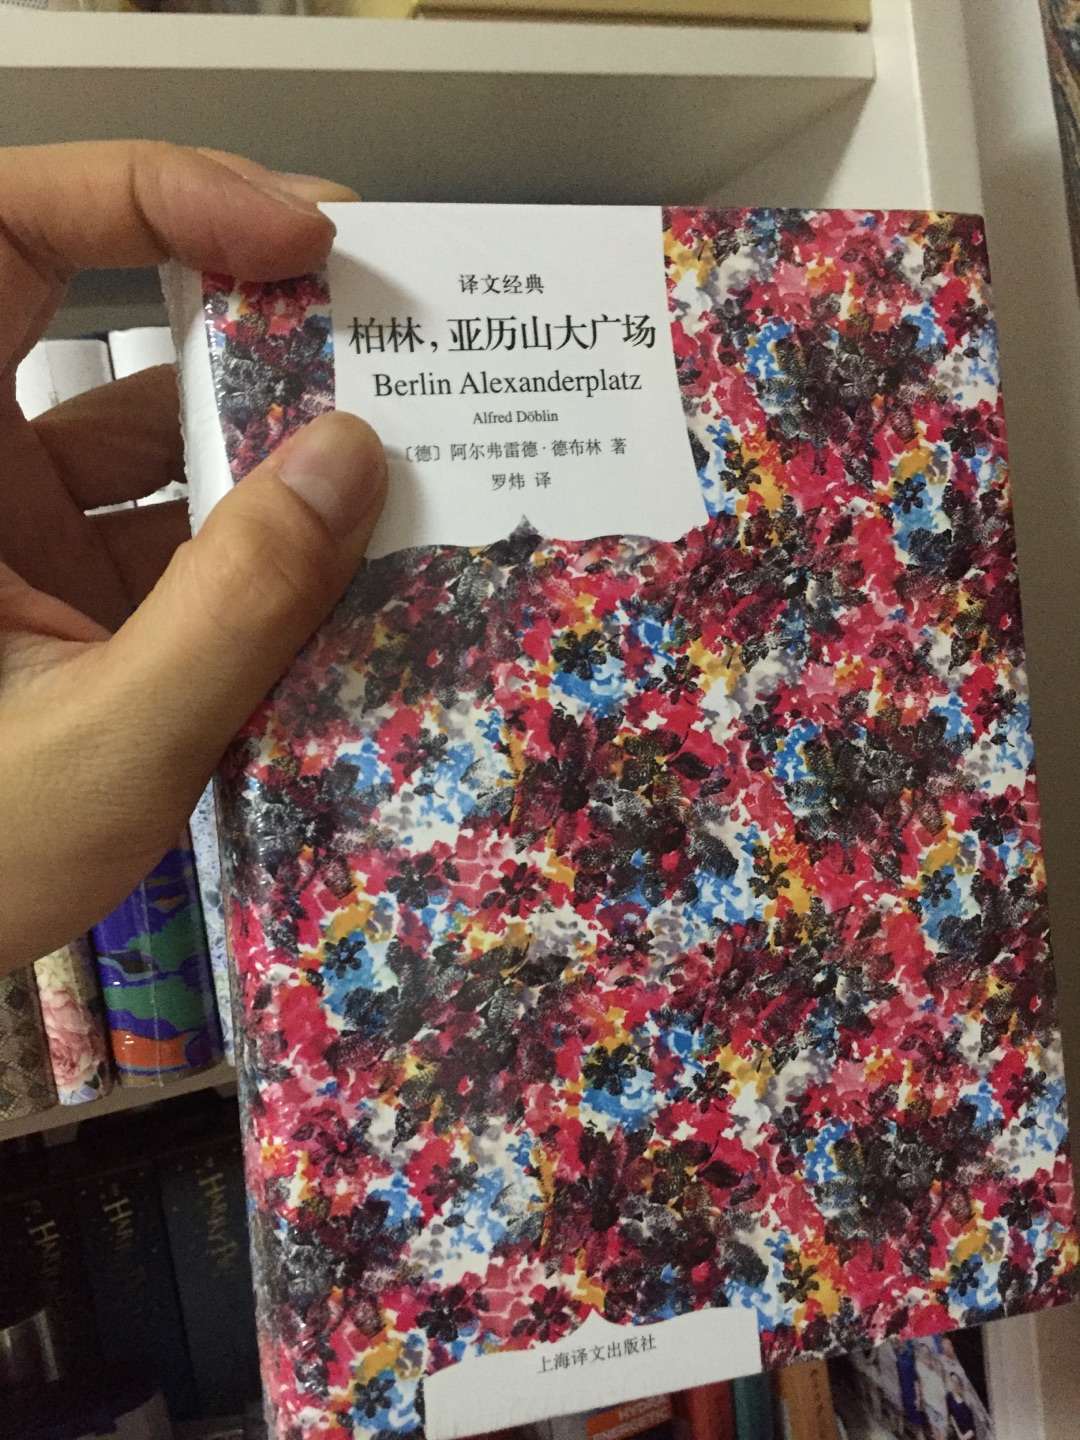 译文经典
柏林，亚历山大广场
Berlin Alexanderplatz
Alfred Döblin
〔德〕阿尔弗雷德·德布林 著
罗炜 译
上海译文出版社